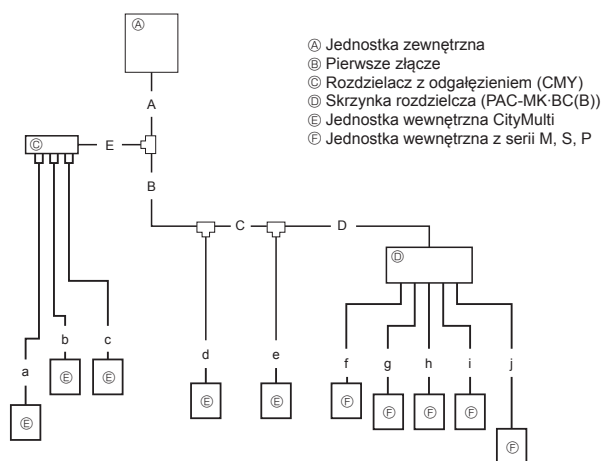 Ⓐ
Ⓐ Jednostka zewnętrzna
Ⓑ Pierwsze złącze
Ⓒ Rozdzielacz z odgałęzieniem (CMY)
Ⓓ Skrzynka rozdzielcza (PAC-MK·BC(B))
Ⓔ Jednostka wewnętrzna CityMulti
Ⓕ Jednostka wewnętrzna z serii M, S, P
A
Ⓒ
E
B
C
D
Ⓓ
a
b
c
d
e
f
g
h
i
j
Ⓔ
Ⓔ
Ⓔ
Ⓔ
Ⓔ
Ⓕ
Ⓕ
Ⓕ
Ⓕ
Ⓕ